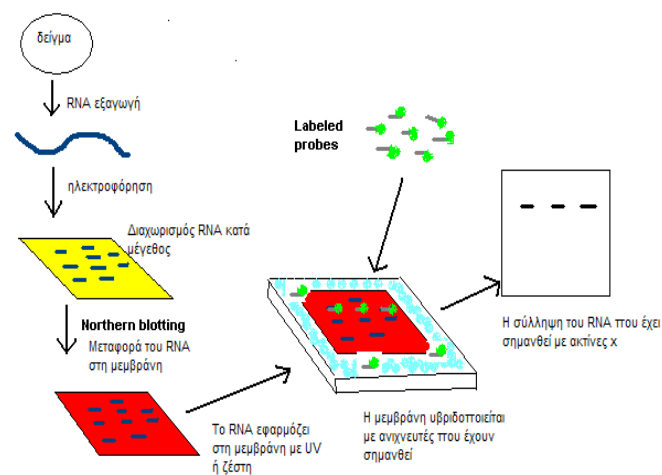 δείγμα
RNA εξαγωγή
ηλεκτροφόρηση
Διαχωρισμός RNA κατά
μέγεθος
Northern blotting
Μεταφορά του RNA
στη μεμβράνη
Το RNA εφαρμόζει
στη μεμβράνη με UV
ή ζέστη
Labeled
probes
Η μεμβράνη υβριδοποιείται
με ανιχνευτές που έχουν
σημανθεί
Η σύλληψη του RNA που έχει
σημανθεί με ακτίνες x